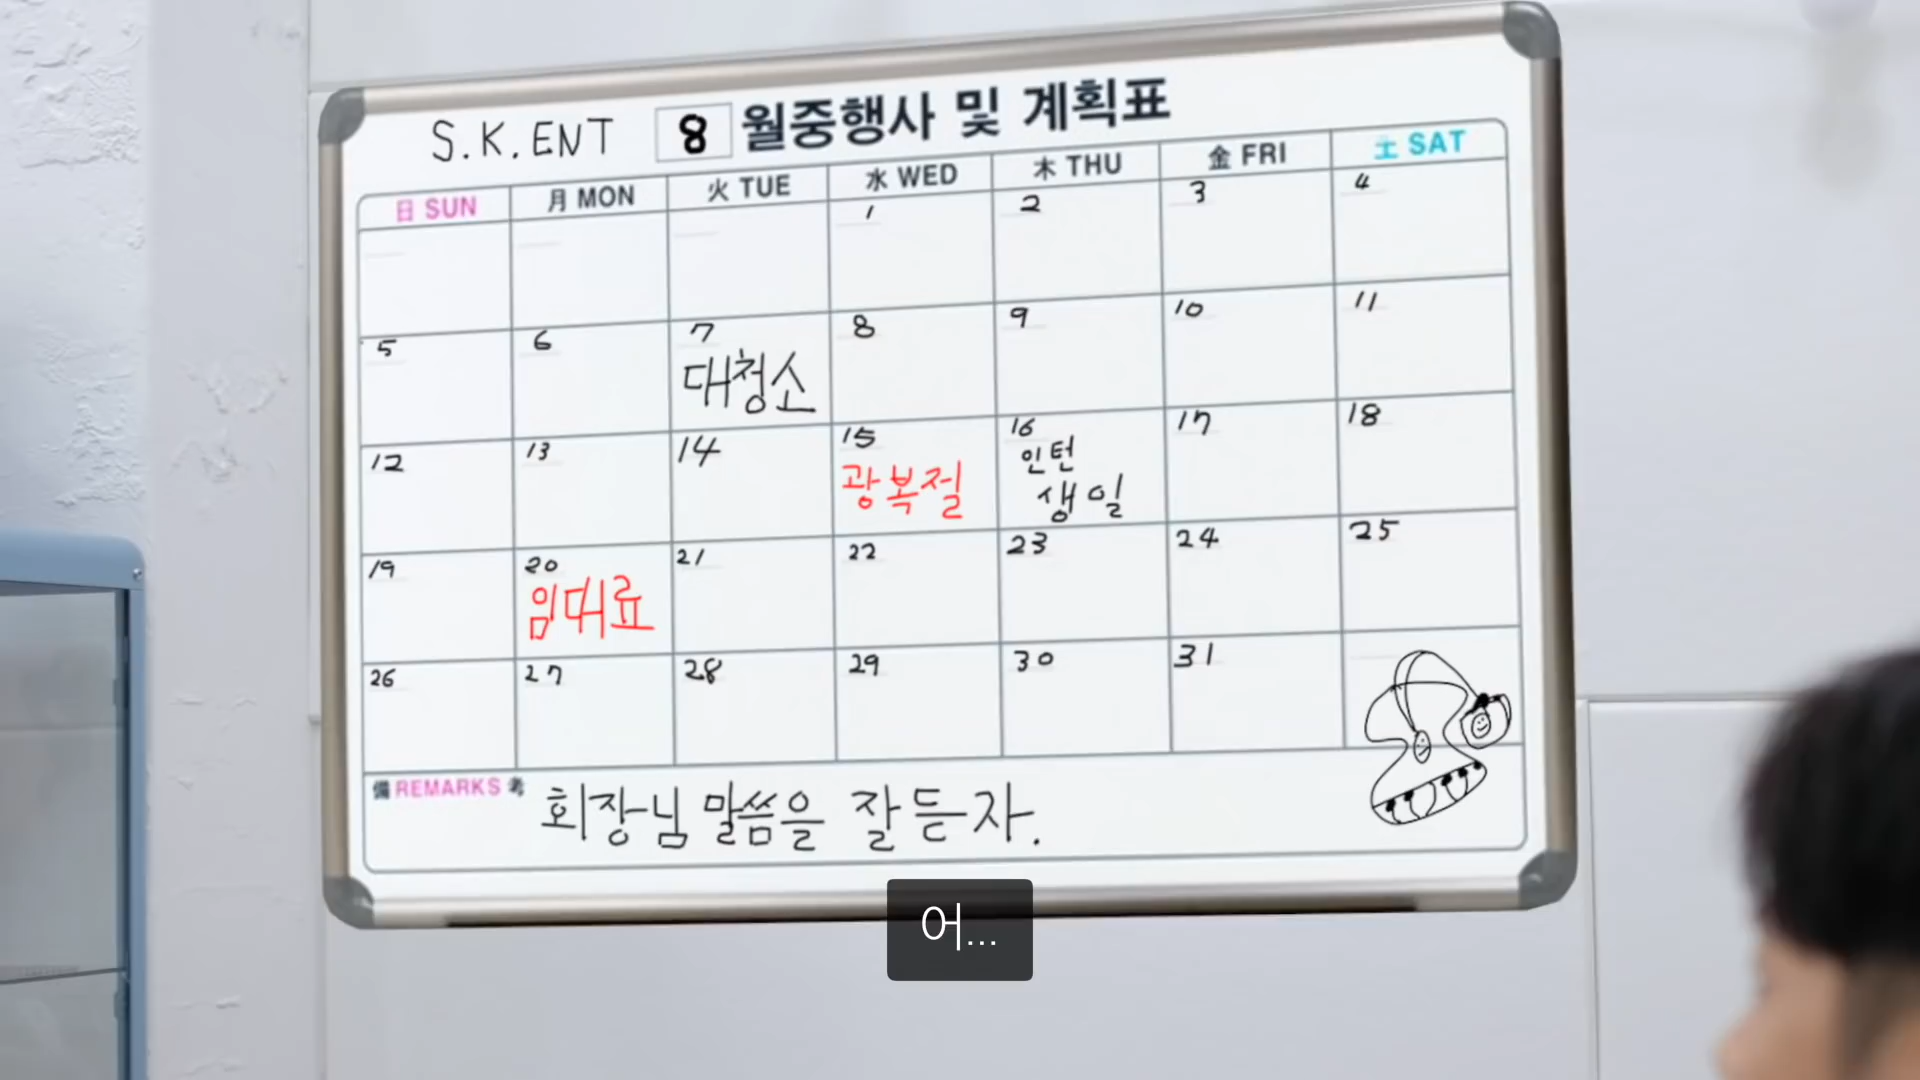 S.K.ENT 8 월중행사 및 계획표
日 SUN 月 MON 火 TUE 水 WED 木 THU 金 FRI 土 SAT
1 2 3 4
5 6 7 8 9 10 11
대청소
12 13 14 15 16 17 18
광복절 인턴
생일
19 20 21 22 23 24 25
임대료
26 27 28 29 30 31
備 REMARKS 考 회장님 말씀을 잘 듣자.
어...